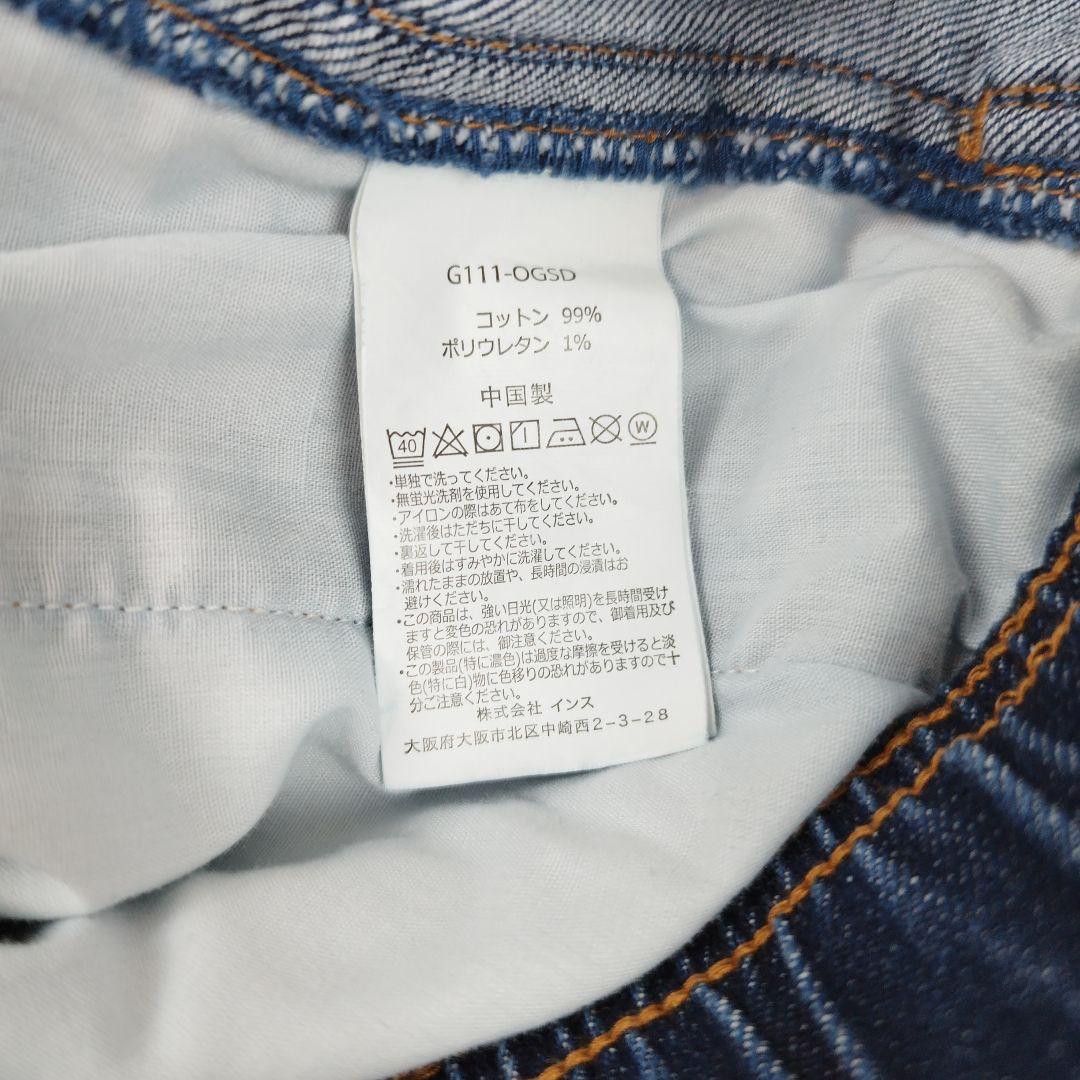 G111-OGSD
コットン 99%
ポリウレタン 1%
中国製
40 W
・単独で洗ってください。
・無蛍光洗剤を使用してください。
・アイロンの際はあて布をしてください。
・洗濯後はただちに干してください。
・裏返して干してください。
・着用後はすみやかに洗濯してください。
・濡れたままの放置や、長時間の浸漬はお
避けください。
・この商品は、強い日光(又は照明)を長時間受け
ますと変色の恐れがありますので、御着用及び
保管の際には、御注意ください。
・この製品(特に濃色)は過度な摩擦を受けると淡
色(特に白)物に色移りの恐れがありますので十
分ご注意ください。
株式会社 インス
大阪府大阪市北区中崎西2-3-28